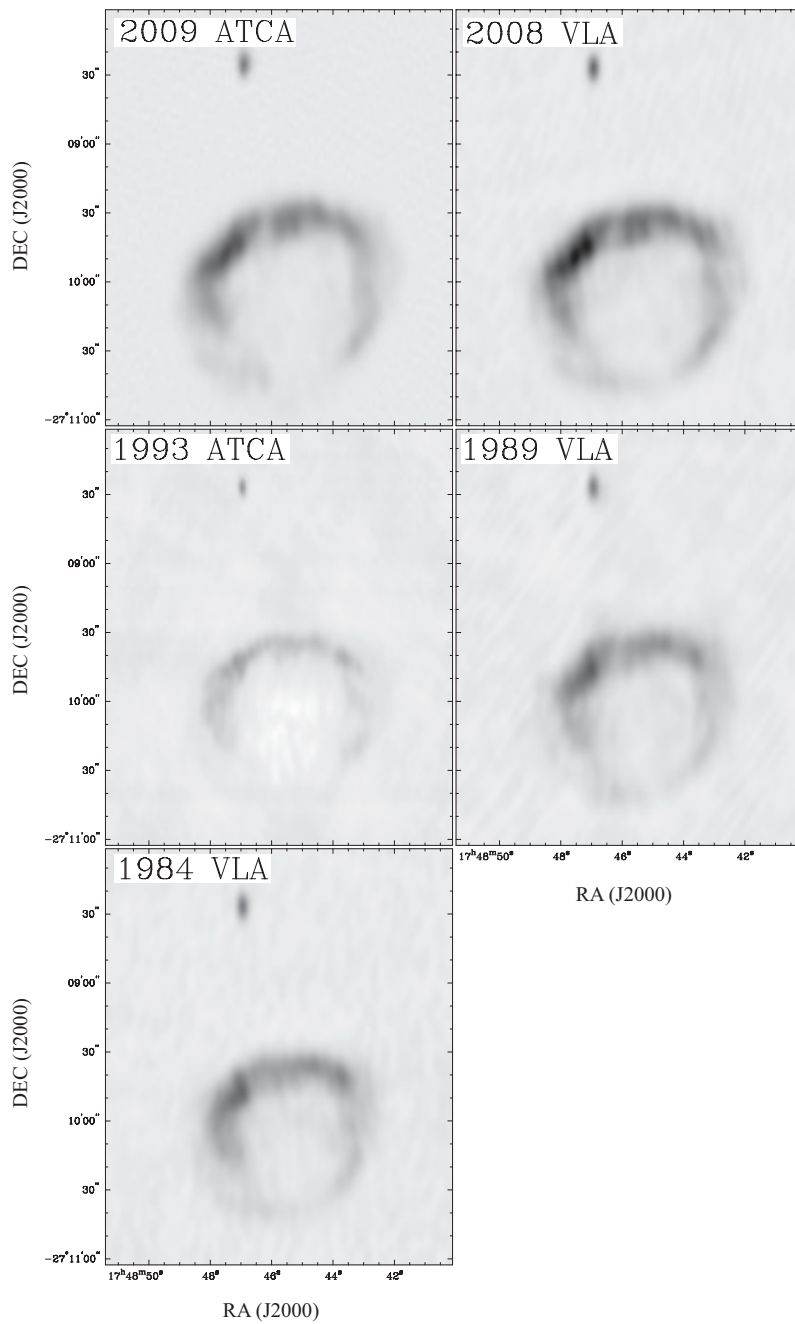 2009 ATCA
2008 VLA
30"
09'00"
30"
10'00"
30"
-27°11'00"
DEC (J2000)
1993 ATCA
1989 VLA
30"
09'00"
30"
10'00"
30"
-27°11'00"
DEC (J2000)
17ʰ48ᵐ50ˢ 48ˢ 46ˢ 44ˢ 42ˢ
RA (J2000)
1984 VLA
30"
09'00"
30"
10'00"
30"
-27°11'00"
DEC (J2000)
17ʰ48ᵐ50ˢ 48ˢ 46ˢ 44ˢ 42ˢ
RA (J2000)